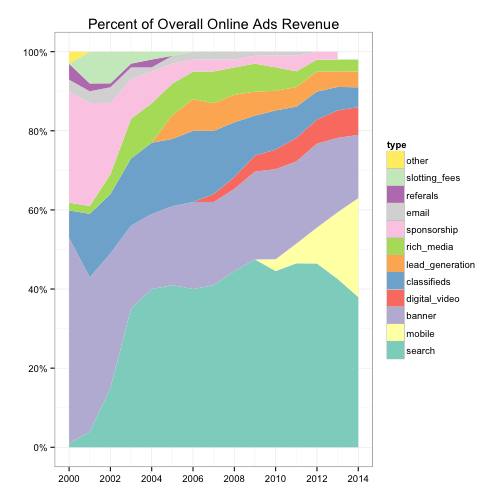 Percent of Overall Online Ads Revenue
100%
80%
60%
40%
20%
0%
2000 2002 2004 2006 2008 2010 2012 2014
type
other
slotting_fees
referals
email
sponsorship
rich_media
lead_generation
classifieds
digital_video
banner
mobile
search